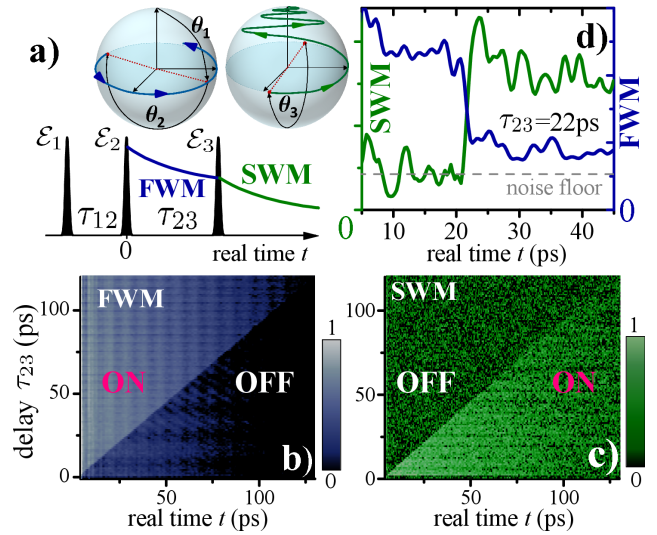 a)
θ1
θ2
θ3
ℰ1 ℰ2 ℰ3
FWM
SWM
τ12 τ23
0
real time t
d)
SWM
FWM
τ23=22ps
noise floor
0
0
10 20 30 40
real time t (ps)
FWM
ON
OFF
b)
delay τ23 (ps)
100
50
0
50 100
real time t (ps)
1
0
SWM
OFF
ON
c)
100
50
0
50 100
real time t (ps)
1
0